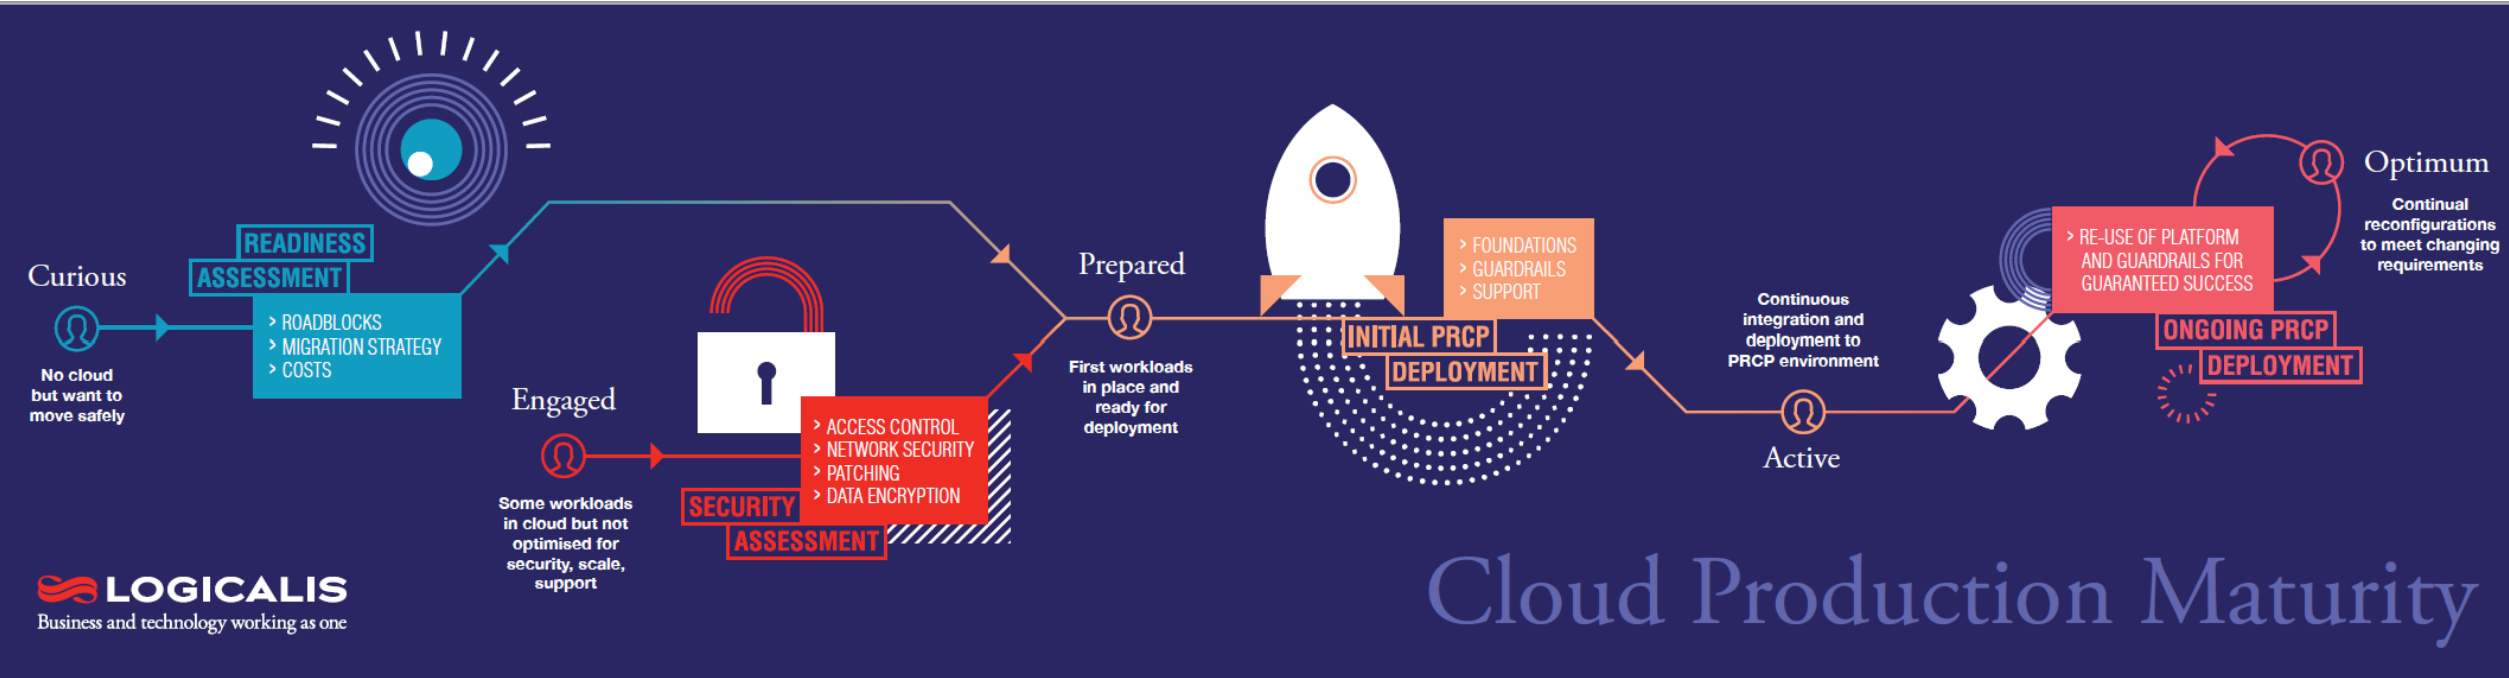 Curious
No cloud
but want to
move safely
READINESS
ASSESSMENT
> ROADBLOCKS
> MIGRATION STRATEGY
> COSTS
Engaged
Some workloads
in cloud but not
optimised for
security, scale,
support
> ACCESS CONTROL
> NETWORK SECURITY
> PATCHING
> DATA ENCRYPTION
SECURITY
ASSESSMENT
Prepared
First workloads
in place and
ready for
deployment
> FOUNDATIONS
> GUARDRAILS
> SUPPORT
INITIAL PRCP
DEPLOYMENT
Continuous
integration and
deployment to
PRCP environment
Active
> RE-USE OF PLATFORM
AND GUARDRAILS FOR
GUARANTEED SUCCESS
ONGOING PRCP
DEPLOYMENT
Optimum
Continual
reconfigurations
to meet changing
requirements
LOGICALIS
Business and technology working as one
Cloud Production Maturity